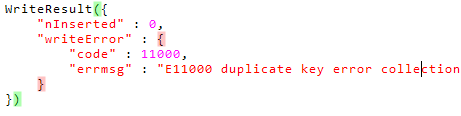 WriteResult({
"nInserted" : 0,
"writeError" : {
"code" : 11000,
"errmsg" : "E11000 duplicate key error collection
}
})